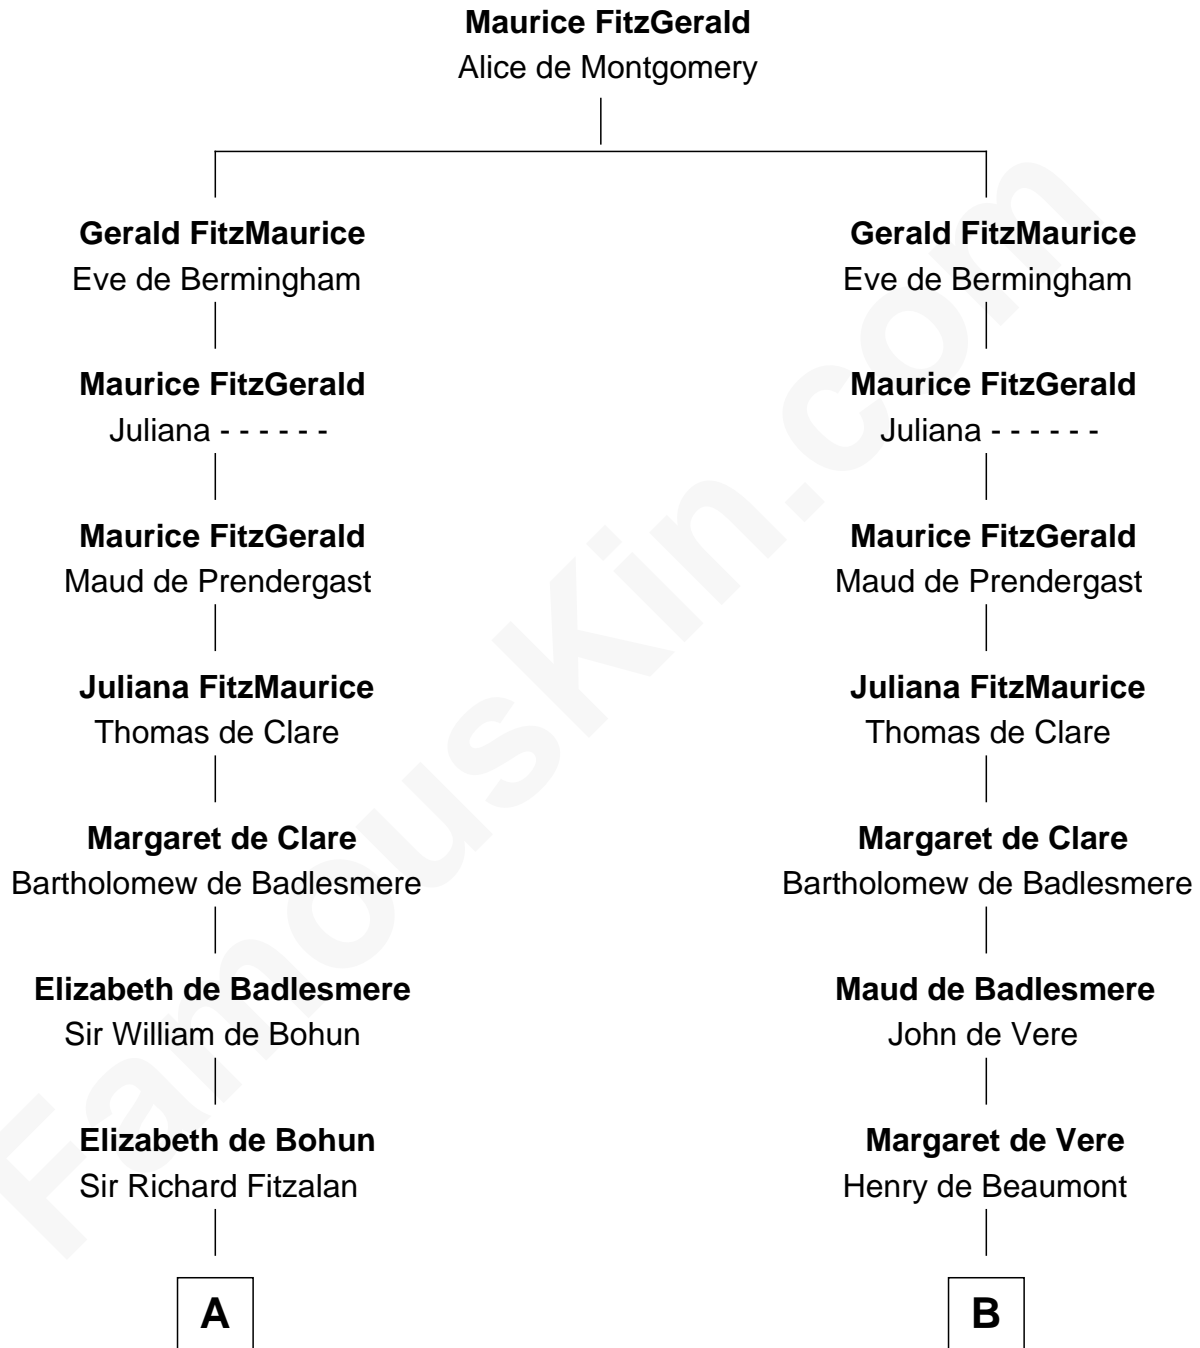 Maurice FitzGerald
Alice de Montgomery
Gerald FitzMaurice
Eve de Bermingham
Gerald FitzMaurice
Eve de Bermingham
Maurice FitzGerald
Juliana - - - - - -
Maurice FitzGerald
Juliana - - - - - -
Maurice FitzGerald
Maud de Prendergast
Maurice FitzGerald
Maud de Prendergast
Juliana FitzMaurice
Thomas de Clare
Juliana FitzMaurice
Thomas de Clare
Margaret de Clare
Bartholomew de Badlesmere
Margaret de Clare
Bartholomew de Badlesmere
Elizabeth de Badlesmere
Sir William de Bohun
Maud de Badlesmere
John de Vere
Elizabeth de Bohun
Sir Richard Fitzalan
Margaret de Vere
Henry de Beaumont
A
B
FamousKin.com